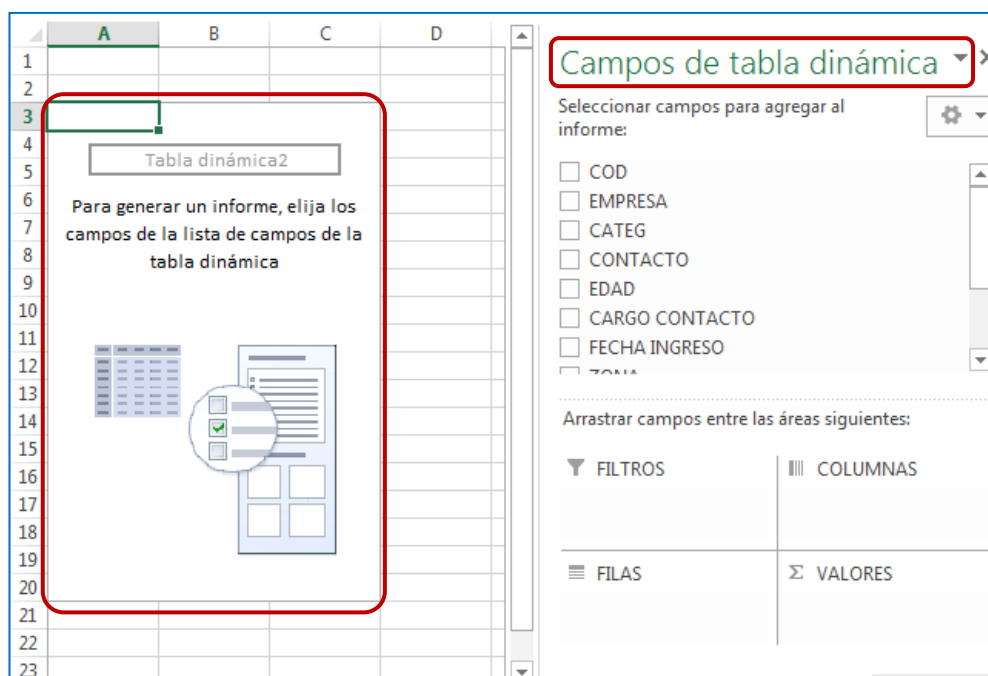 A B C D
1
2
3
4
5
6
7
8
9
10
11
12
13
14
15
16
17
18
19
20
21
22
23
Tabla dinámica2
Para generar un informe, elija los
campos de la lista de campos de la
tabla dinámica
Campos de tabla dinámica
Seleccionar campos para agregar al
informe:
COD
EMPRESA
CATEG
CONTACTO
EDAD
CARGO CONTACTO
FECHA INGRESO
ZONA
Arrastrar campos entre las áreas siguientes:
FILTROS
COLUMNAS
FILAS
Σ VALORES